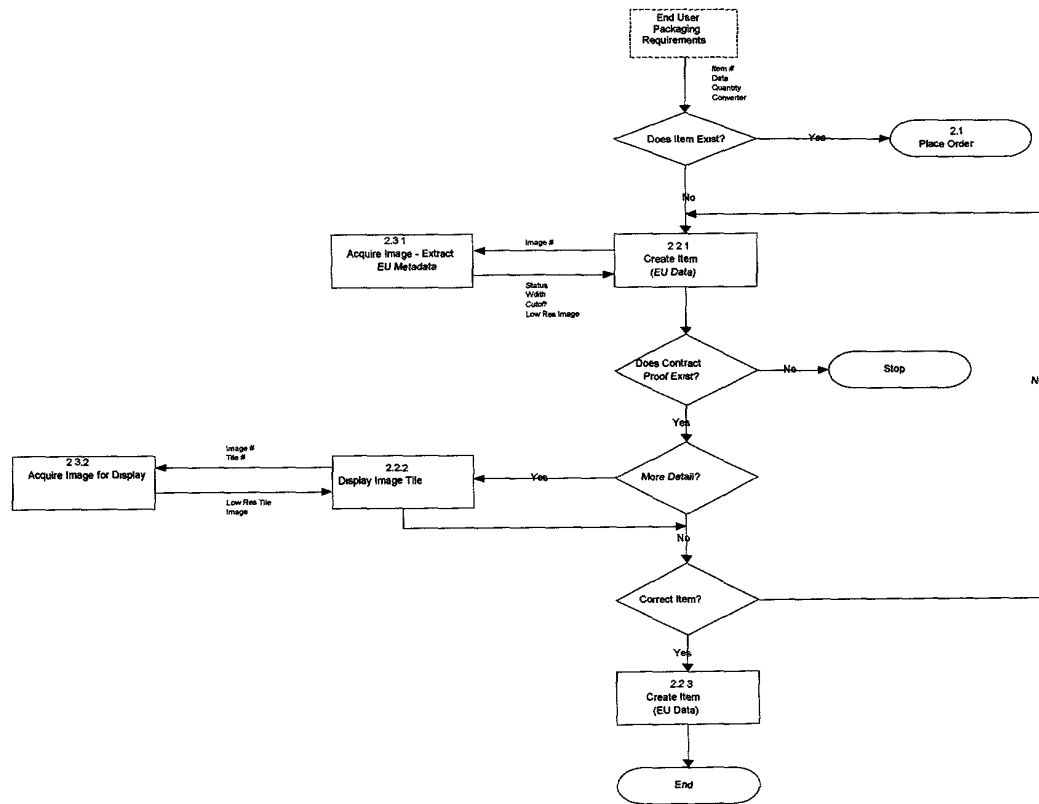 End User
Packaging
Requirements
Item #
Data
Quantity
Converter
Does Item Exist?
Yes
2.1
Place Order
No
2.3 1
Acquire Image - Extract
EU Metadata
Image #
2 2 1
Create Item
(EU Data)
Status
Width
Cutoff
Low Res Image
Does Contract
Proof Exist?
No
Stop
N
Yes
2 3.2
Acquire Image for Display
Image #
Tile #
2.2.2
Display Image Tile
Yes
More Detail?
Low Res Tile
Image
No
Correct Item?
Yes
2.2 3
Create Item
(EU Data)
End